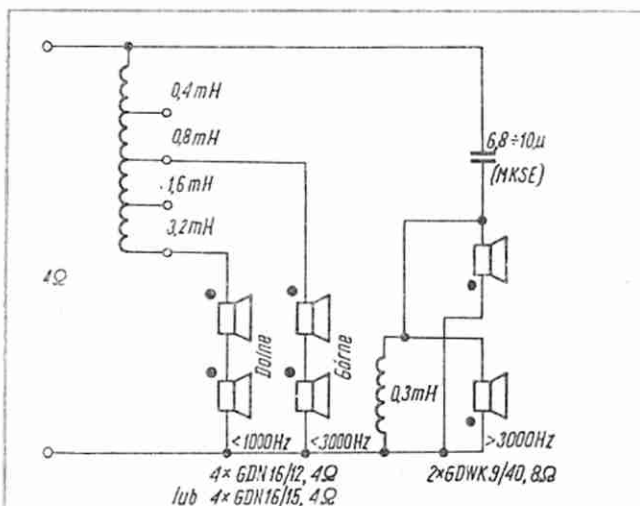 0,4mH
0,8mH
1,6mH
3,2mH
6,8÷10μ
(MKSE)
4Ω
Dolne
Górne
0,3mH
<1000Hz
<3000Hz
>3000Hz
4×GDN16/12, 4Ω
lub 4×GDN16/15, 4Ω
2×GDWK9/40, 8Ω